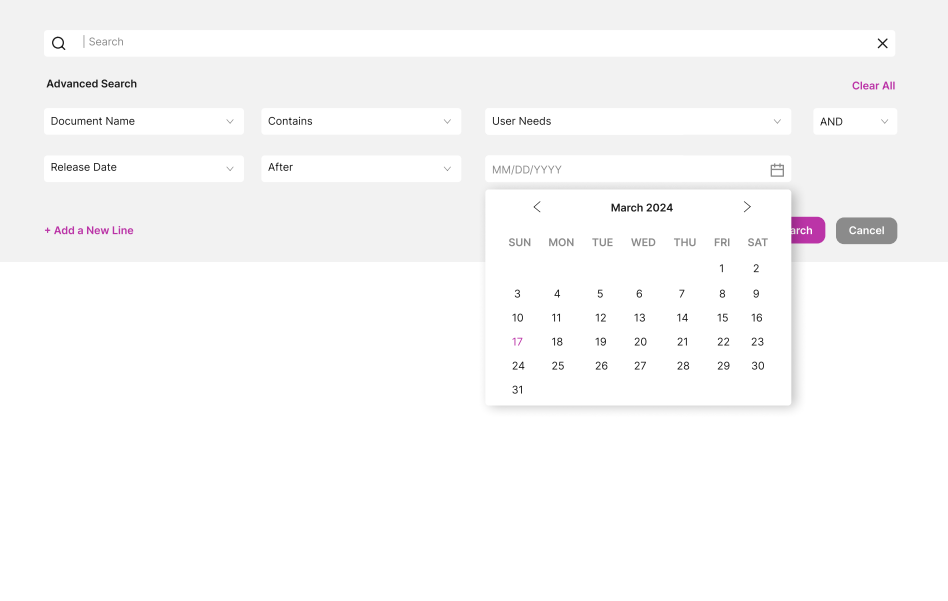 Search
Advanced Search
Clear All
Document Name Contains User Needs AND
Release Date After MM/DD/YYYY
March 2024
+ Add a New Line arch Cancel
SUN MON TUE WED THU FRI SAT
1 2
3 4 5 6 7 8 9
10 11 12 13 14 15 16
17 18 19 20 21 22 23
24 25 26 27 28 29 30
31